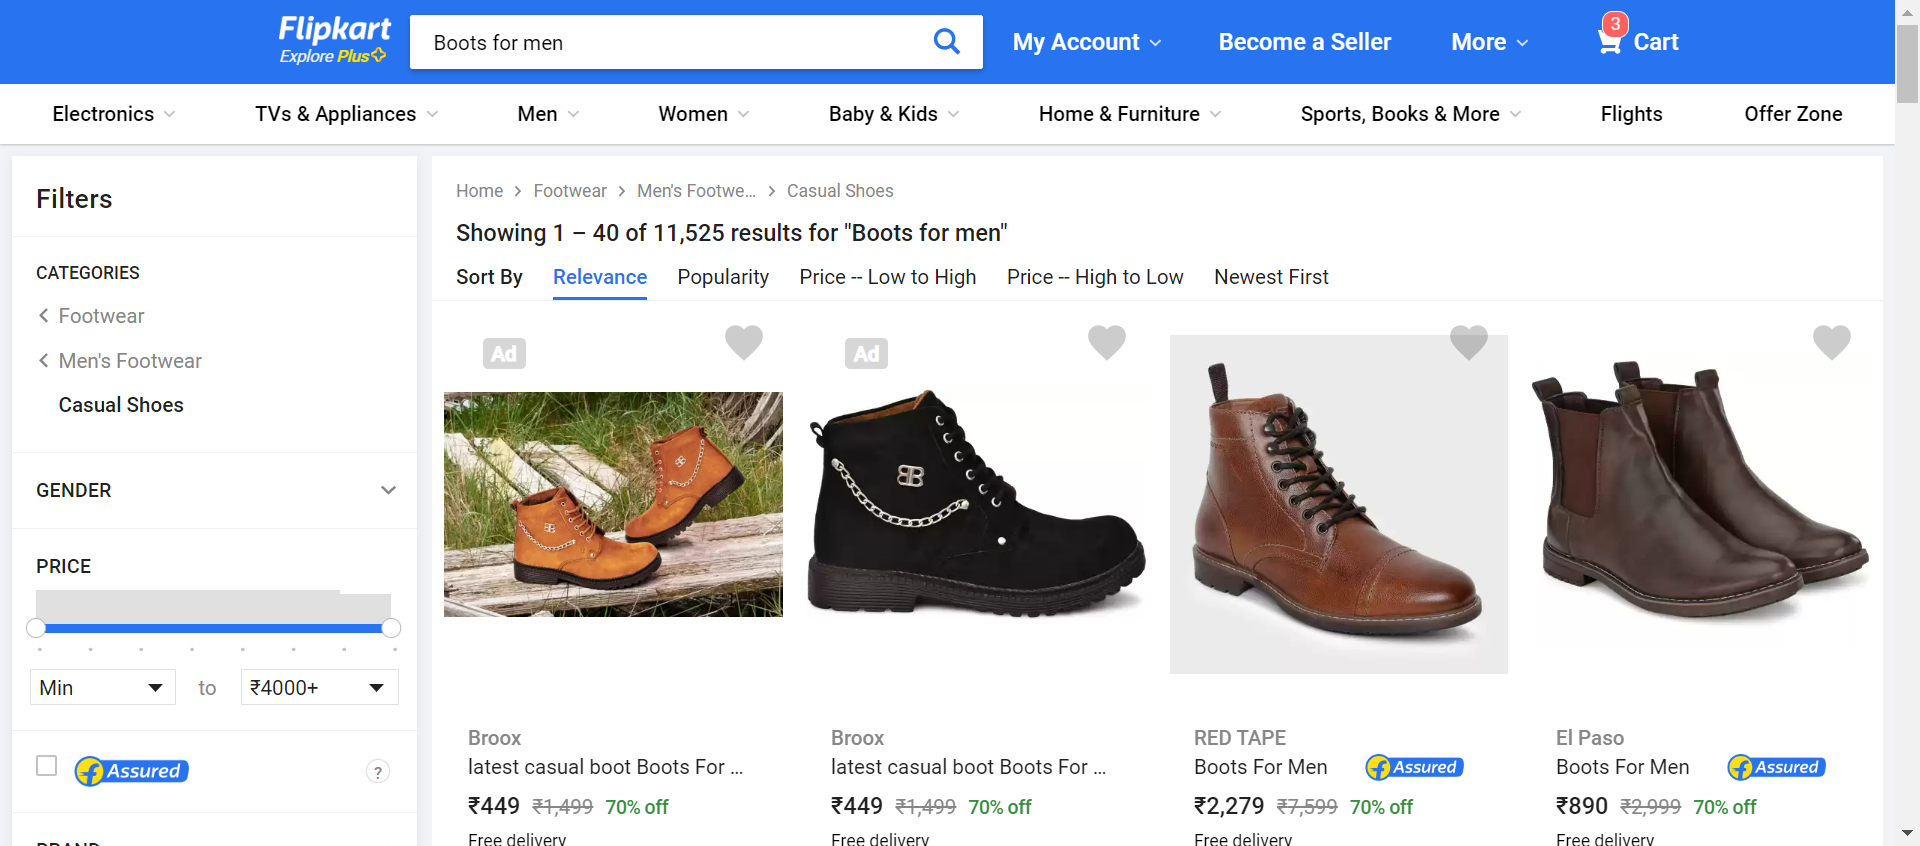 Flipkart
Explore Plus
Boots for men
My Account
Become a Seller
More
3
Cart
Electronics
TVs & Appliances
Men
Women
Baby & Kids
Home & Furniture
Sports, Books & More
Flights
Offer Zone
Filters
CATEGORIES
Footwear
Men's Footwear
Casual Shoes
GENDER
PRICE
Min to ₹4000+
Assured ?
BRAND
Home Footwear Men's Footwe... Casual Shoes
Showing 1 – 40 of 11,525 results for "Boots for men"
Sort By Relevance Popularity Price -- Low to High Price -- High to Low Newest First
Ad
Broox
latest casual boot Boots For ...
₹449 ₹1,499 70% off
Free delivery
Ad
Broox
latest casual boot Boots For ...
₹449 ₹1,499 70% off
Free delivery
RED TAPE
Boots For Men Assured
₹2,279 ₹7,599 70% off
Free delivery
El Paso
Boots For Men Assured
₹890 ₹2,999 70% off
Free delivery